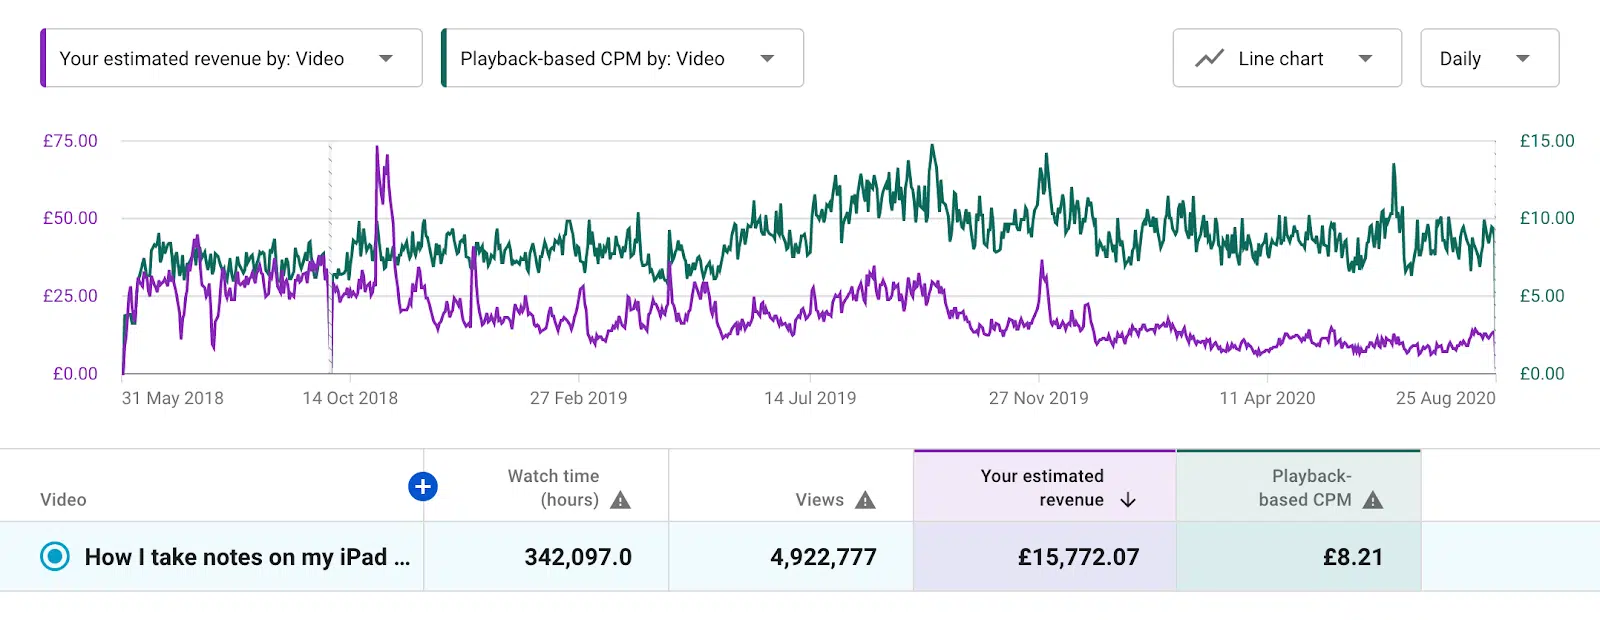 Your estimated revenue by: Video
Playback-based CPM by: Video
Line chart
Daily
£75.00
£50.00
£25.00
£0.00
£15.00
£10.00
£5.00
£0.00
31 May 2018
14 Oct 2018
27 Feb 2019
14 Jul 2019
27 Nov 2019
11 Apr 2020
25 Aug 2020
Video
Watch time
(hours)
Views
Your estimated
revenue
Playback-
based CPM
How I take notes on my iPad ...
342,097.0
4,922,777
£15,772.07
£8.21